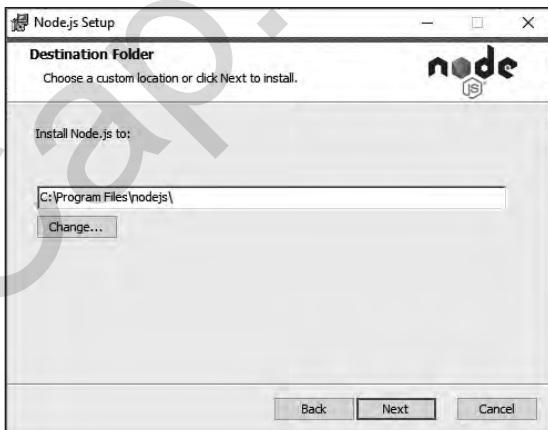 Node.js Setup
Destination Folder
Choose a custom location or click Next to install.
node
JS
Install Node.js to:
C:\Program Files\nodejs\
Change...
Back Next Cancel